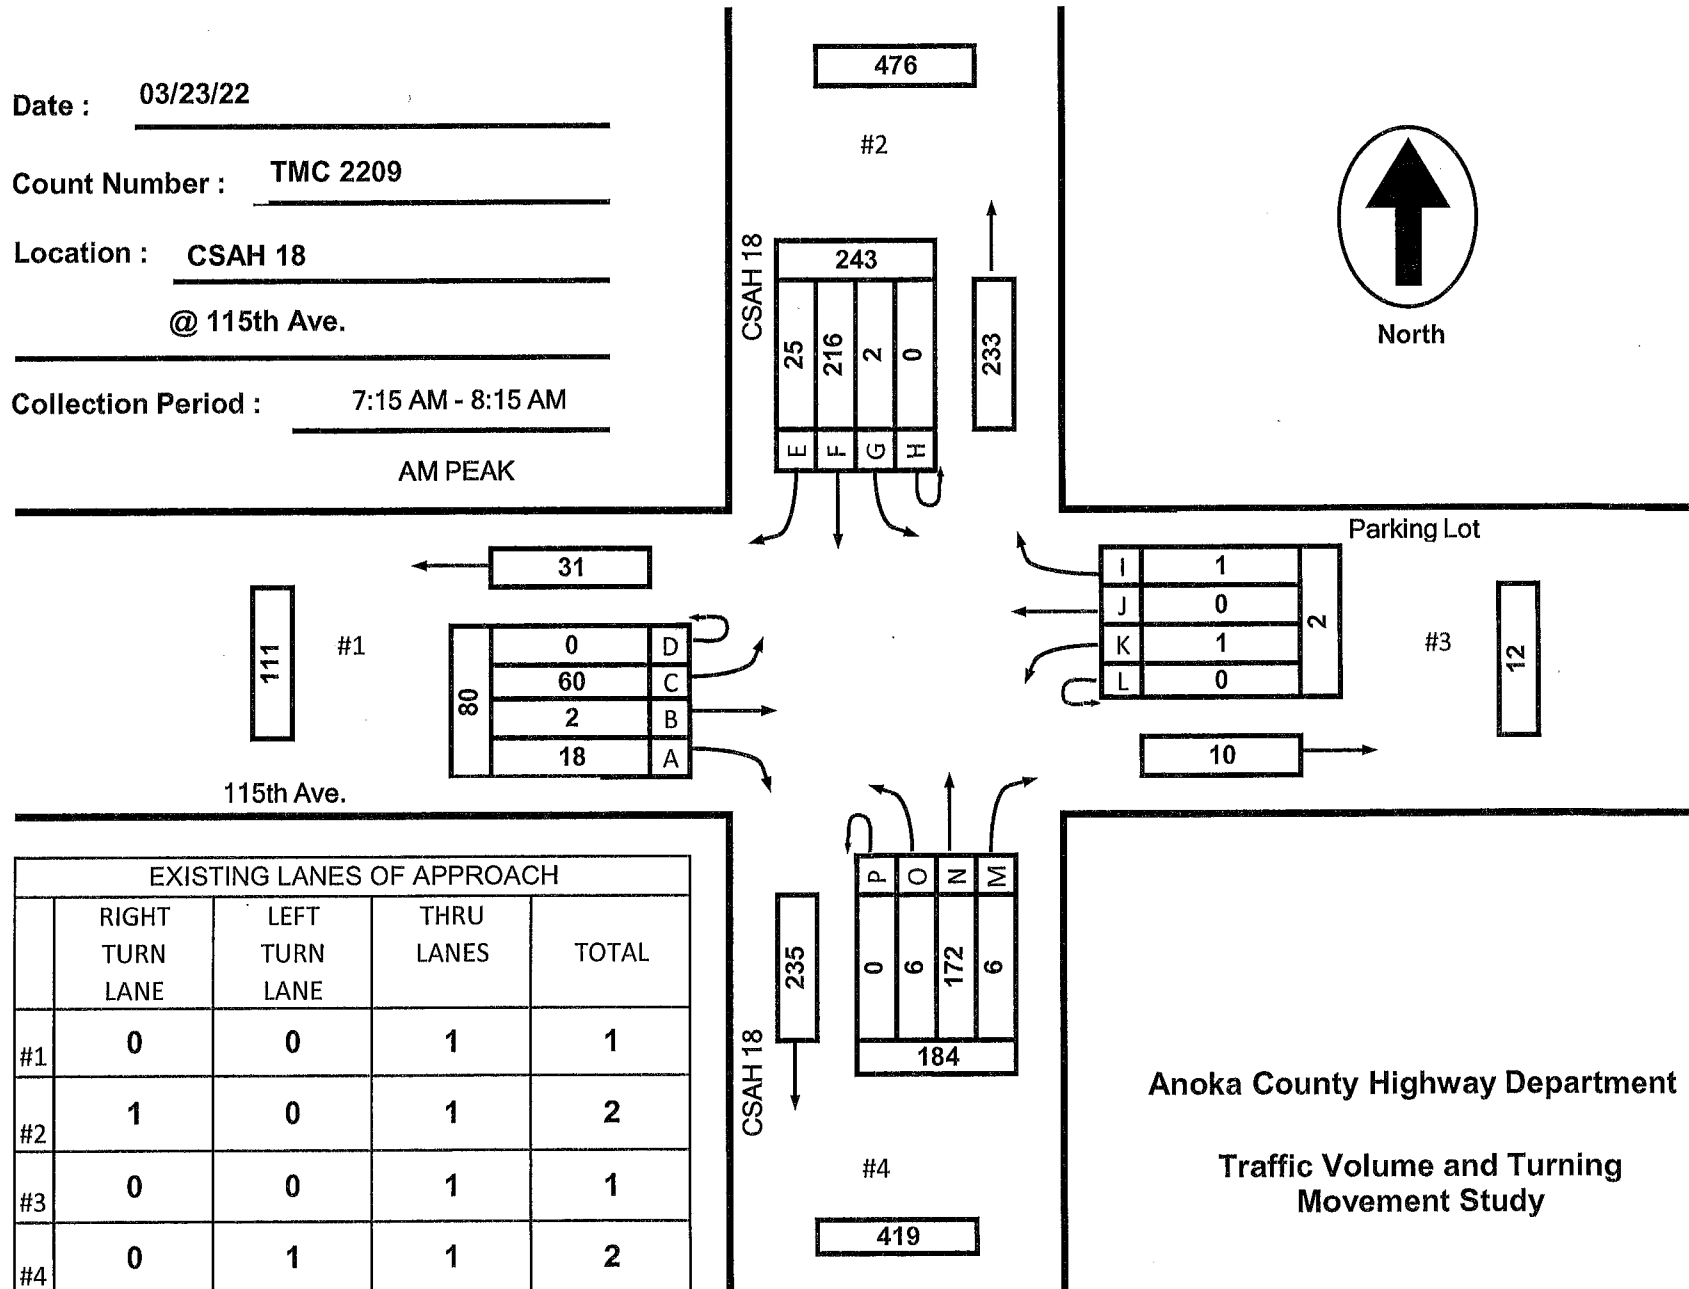 Date : 03/23/22
Count Number : TMC 2209
Location : CSAH 18
@ 115th Ave.
Collection Period : 7:15 AM - 8:15 AM
AM PEAK
476
#2
CSAH 18
243
25 216 2 0
E F G H
233
North
31
111
#1
80
0 D
60 C
2 B
18 A
115th Ave.
Parking Lot
I 1
J 0
K 1
L 0
2
#3
12
10
P O N M
0 6 172 6
184
235
CSAH 18
#4
419
EXISTING LANES OF APPROACH
RIGHT TURN LANE LEFT TURN LANE THRU LANES TOTAL
#1 0 0 1 1
#2 1 0 1 2
#3 0 0 1 1
#4 0 1 1 2
Anoka County Highway Department
Traffic Volume and Turning
Movement Study